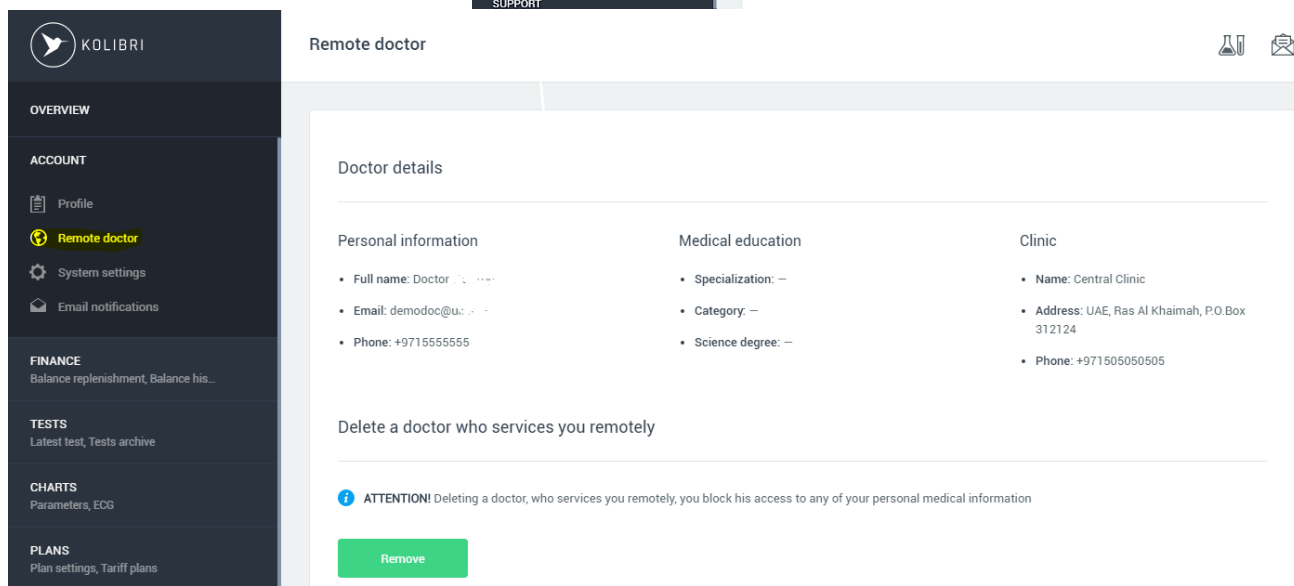 SUPPORT
KOLIBRI
Remote doctor
OVERVIEW
ACCOUNT
Profile
Remote doctor
System settings
Email notifications
FINANCE
Balance replenishment, Balance his...
TESTS
Latest test, Tests archive
CHARTS
Parameters, ECG
PLANS
Plan settings, Tariff plans
Doctor details
Personal information
• Full name: Doctor
• Email: demodoc@
• Phone: +9715555555
Medical education
• Specialization: —
• Category: —
• Science degree: —
Clinic
• Name: Central Clinic
• Address: UAE, Ras Al Khaimah, P.O.Box
312124
• Phone: +971505050505
Delete a doctor who services you remotely
ATTENTION! Deleting a doctor, who services you remotely, you block his access to any of your personal medical information
Remove